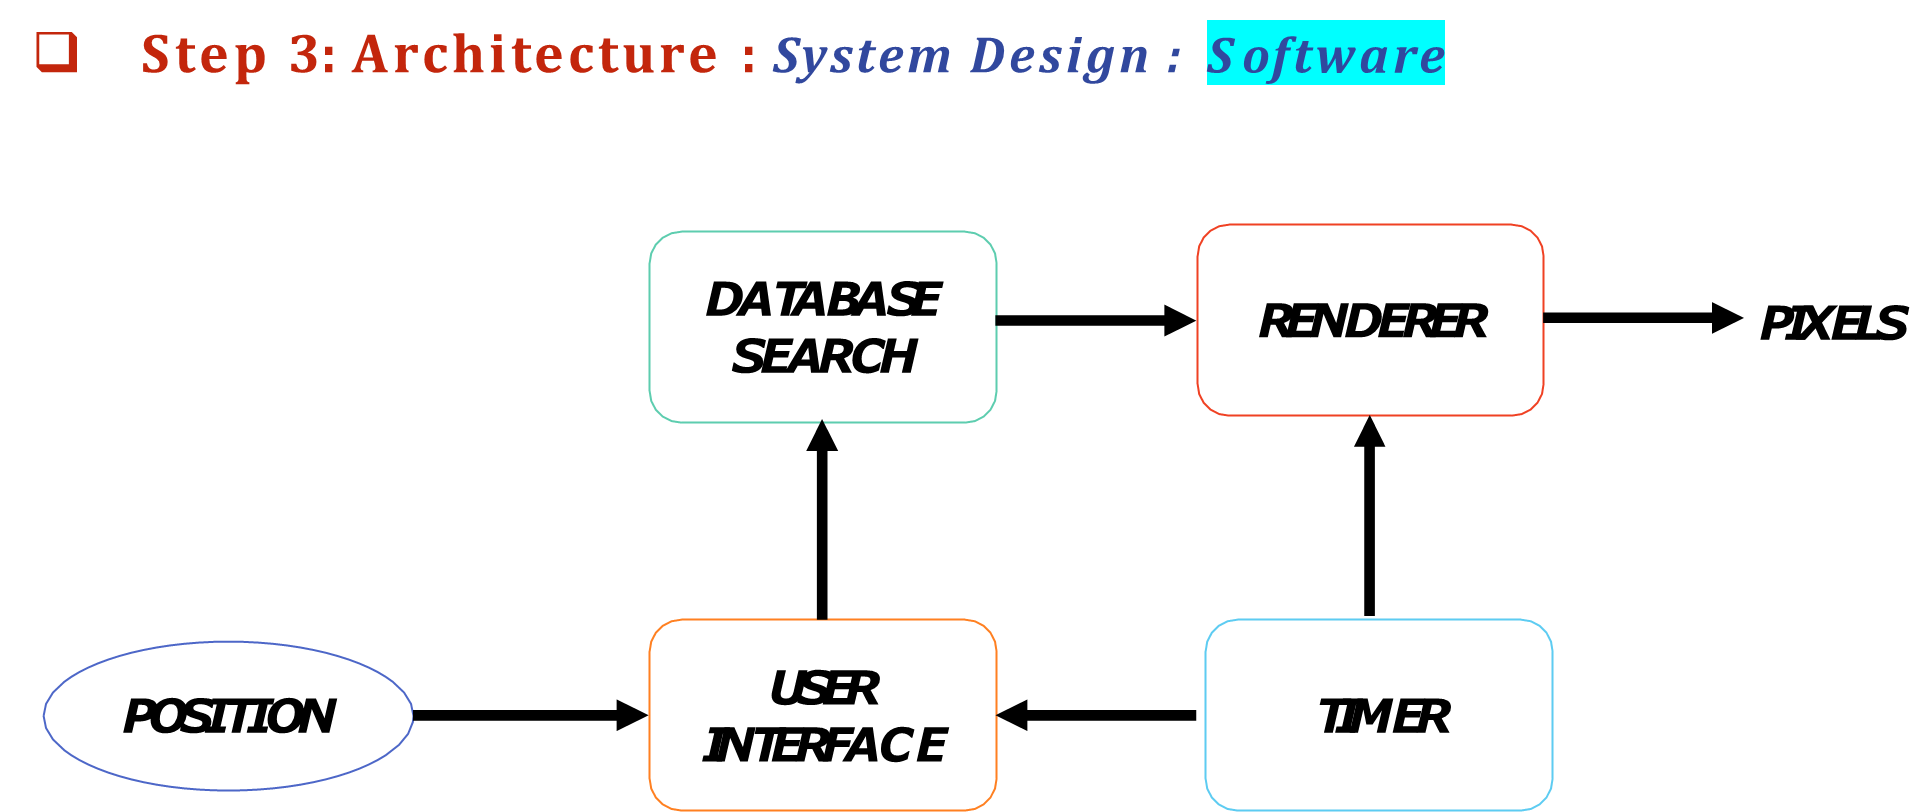 Step 3: Architecture : System Design : Software
DATABASE
SEARCH
RENDERER
PIXELS
POSITION
USER
INTERFACE
TIMER